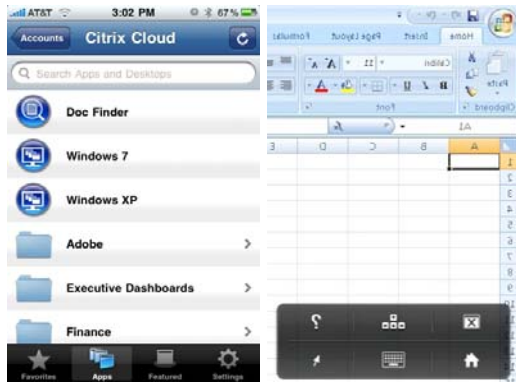 AT&T 3:02 PM 67%
Accounts Citrix Cloud
Search Apps and Desktops
Doc Finder
Windows 7
Windows XP
Adobe
Executive Dashboards
Finance
Favorites Apps Featured Settings
Home Insert Page Layout Formulas
Calibri 11 A A
Paste B I U A
Clipboard Font
A1
A B C D E
1
2
3
4
5
6
7
8
9
10
?